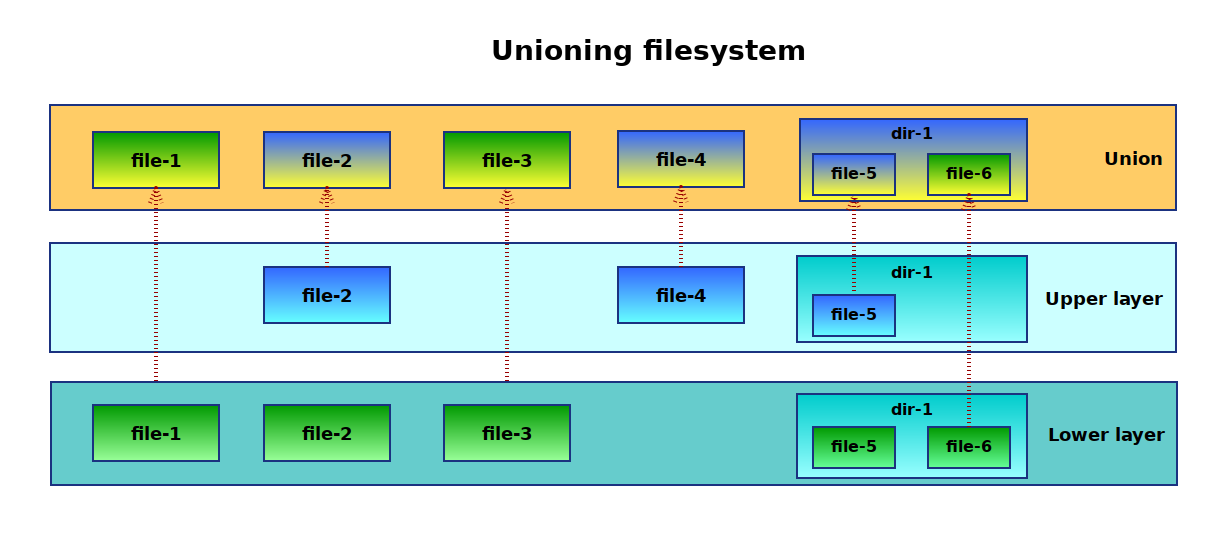 Unioning filesystem
file-1
file-2
file-3
file-4
dir-1
file-5
file-6
Union
file-2
file-4
dir-1
file-5
Upper layer
file-1
file-2
file-3
dir-1
file-5
file-6
Lower layer